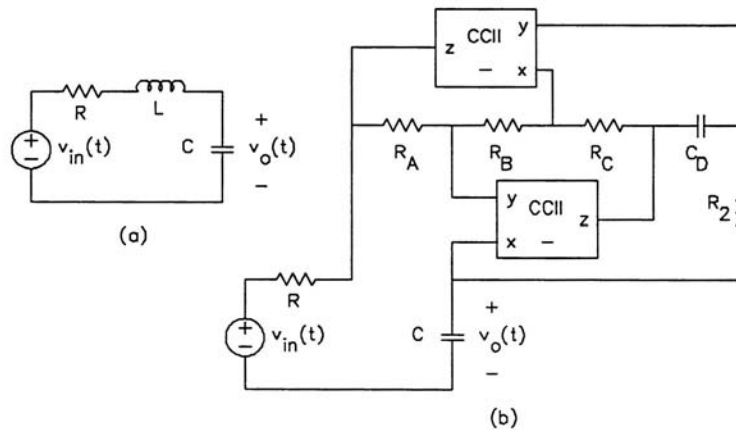 R
L
C
+
v_in(t)
+
−
v_o(t)
−
(a)
z
CCII
−
y
x
R_A
R_B
R_C
C_D
y
CCII
x
−
z
R_2
R
+
−
v_in(t)
C
+
v_o(t)
−
(b)